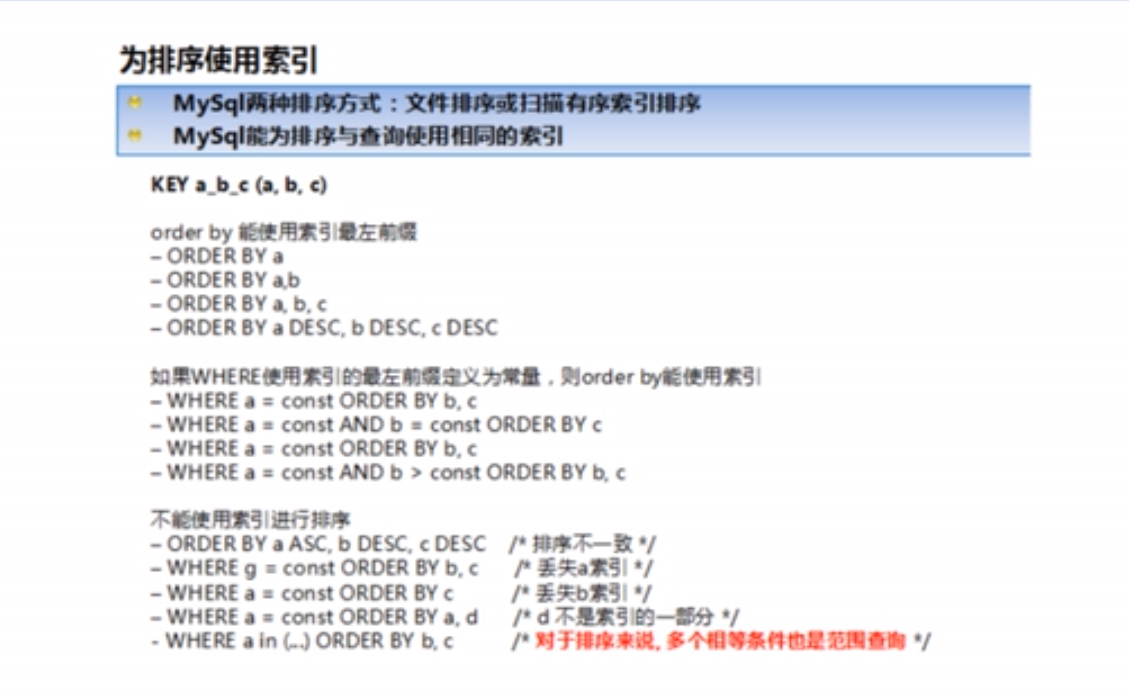 为排序使用索引
MySql两种排序方式：文件排序或扫描有序索引排序
MySql能为排序与查询使用相同的索引
KEY a_b_c (a, b, c)
order by 能使用索引最左前缀
– ORDER BY a
– ORDER BY a,b
– ORDER BY a, b, c
– ORDER BY a DESC, b DESC, c DESC
如果WHERE使用索引的最左前缀定义为常量，则order by能使用索引
– WHERE a = const ORDER BY b, c
– WHERE a = const AND b = const ORDER BY c
– WHERE a = const ORDER BY b, c
– WHERE a = const AND b > const ORDER BY b, c
不能使用索引进行排序
– ORDER BY a ASC, b DESC, c DESC /* 排序不一致 */
– WHERE g = const ORDER BY b, c /* 丢失a索引 */
– WHERE a = const ORDER BY c /* 丢失b索引 */
– WHERE a = const ORDER BY a, d /* d 不是索引的一部分 */
- WHERE a in (...) ORDER BY b, c /* 对于排序来说, 多个相等条件也是范围查询 */